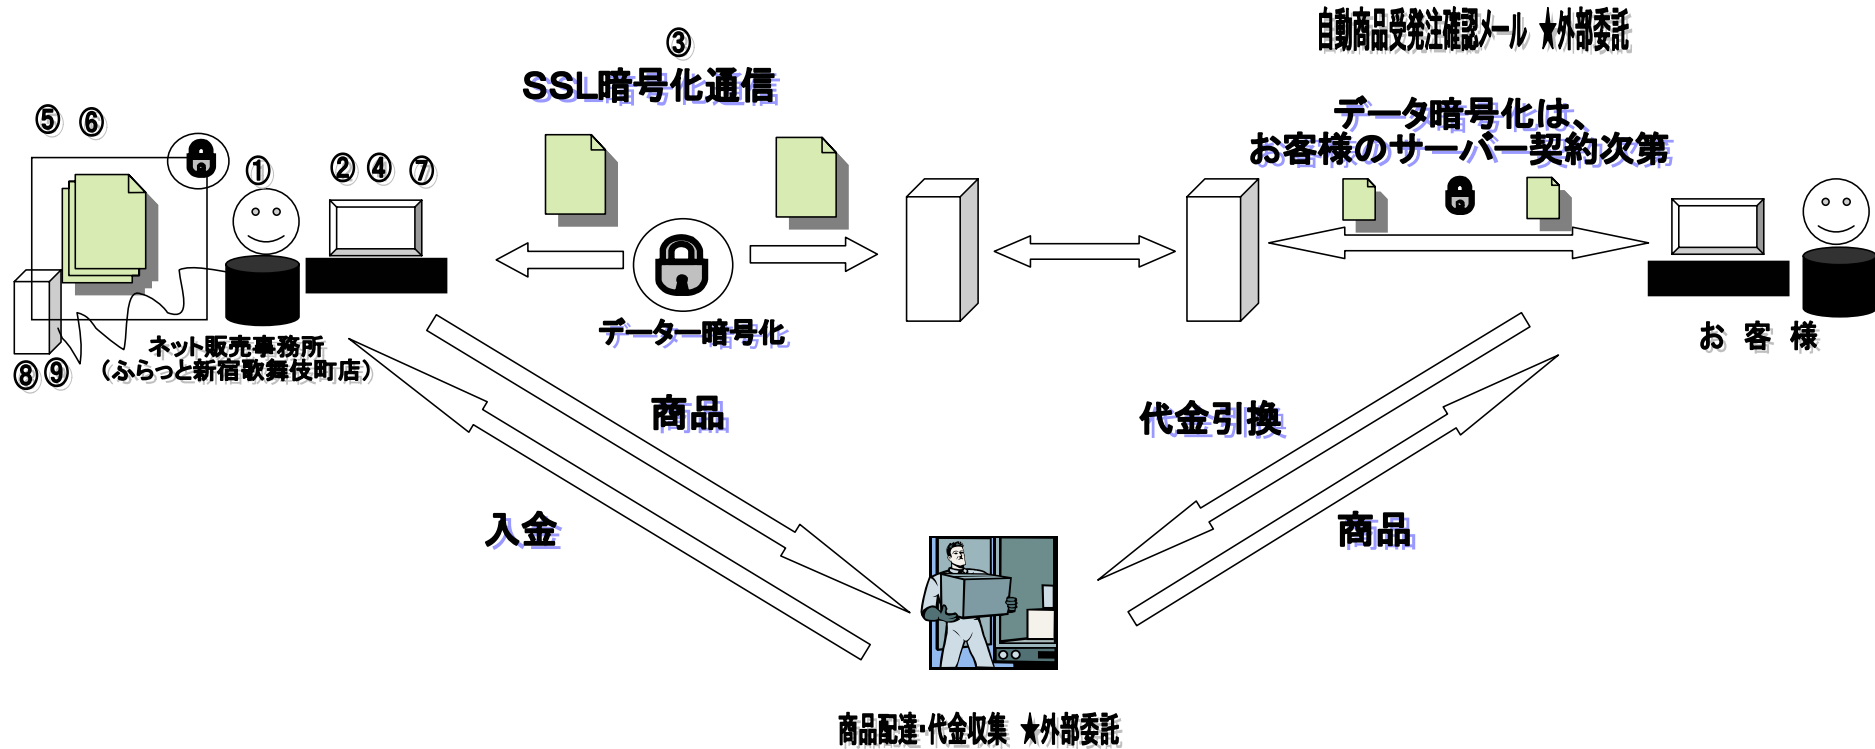 自動商品受発注確認メール ★外部委託
③
SSL暗号化通信
データ暗号化は、
お客様のサーバー契約次第
⑤ ⑥
① ② ④ ⑦
データー暗号化
ネット販売事務所
（ふらっと新宿歌舞伎町店）
お 客 様
⑧ ⑨
商品
代金引換
入金
商品
商品配達・代金収集 ★外部委託